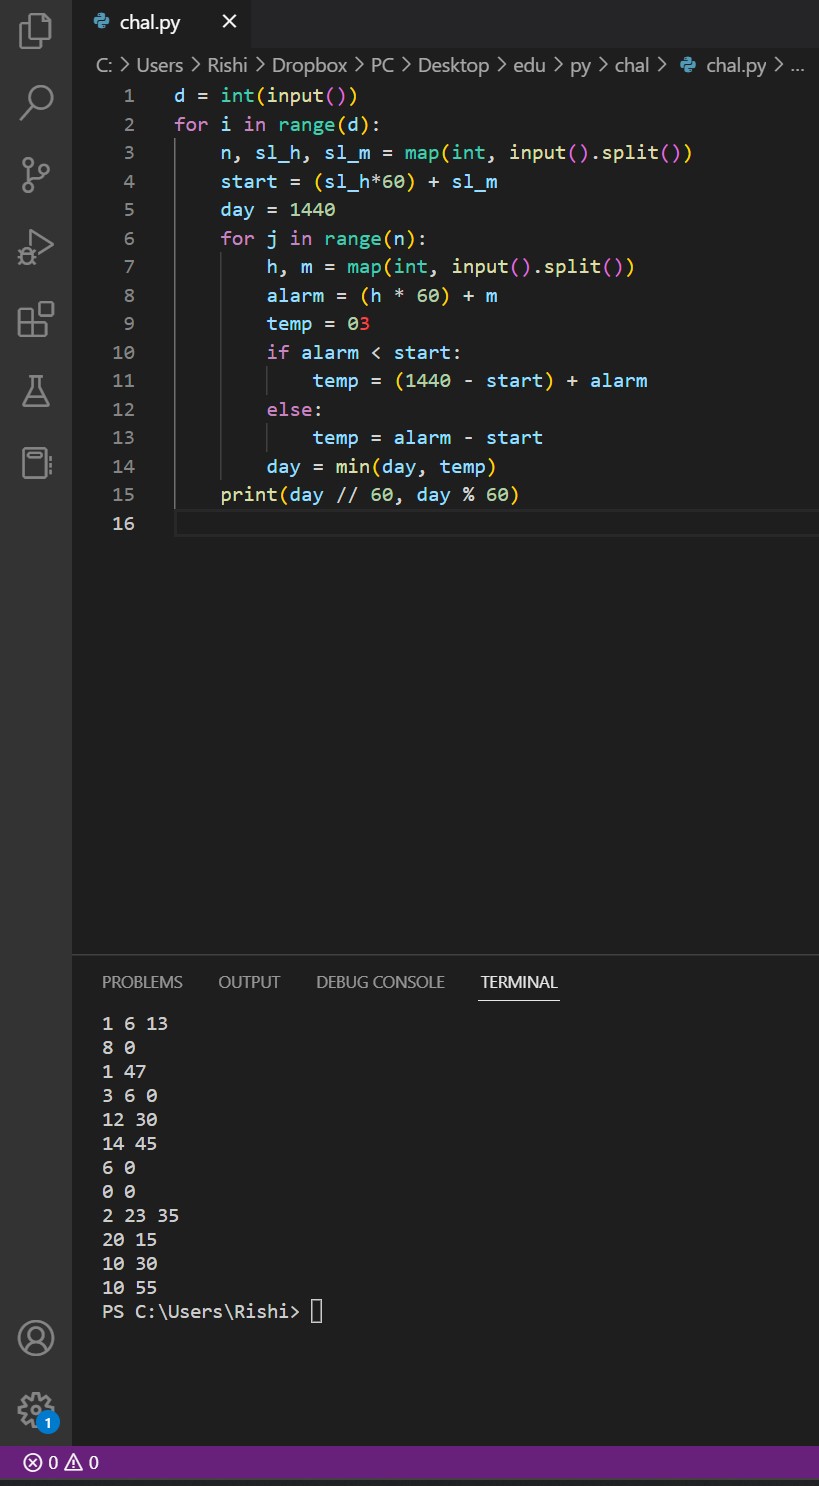 chal.py ×
C: > Users > Rishi > Dropbox > PC > Desktop > edu > py > chal > chal.py > ...
1 d = int(input())
2 for i in range(d):
3     n, sl_h, sl_m = map(int, input().split())
4     start = (sl_h*60) + sl_m
5     day = 1440
6     for j in range(n):
7         h, m = map(int, input().split())
8         alarm = (h * 60) + m
9         temp = 03
10         if alarm < start:
11             temp = (1440 - start) + alarm
12         else:
13             temp = alarm - start
14         day = min(day, temp)
15     print(day // 60, day % 60)
16
PROBLEMS OUTPUT DEBUG CONSOLE TERMINAL
1 6 13
8 0
1 47
3 6 0
12 30
14 45
6 0
0 0
2 23 35
20 15
10 30
10 55
PS C:\Users\Rishi>
1
0 0